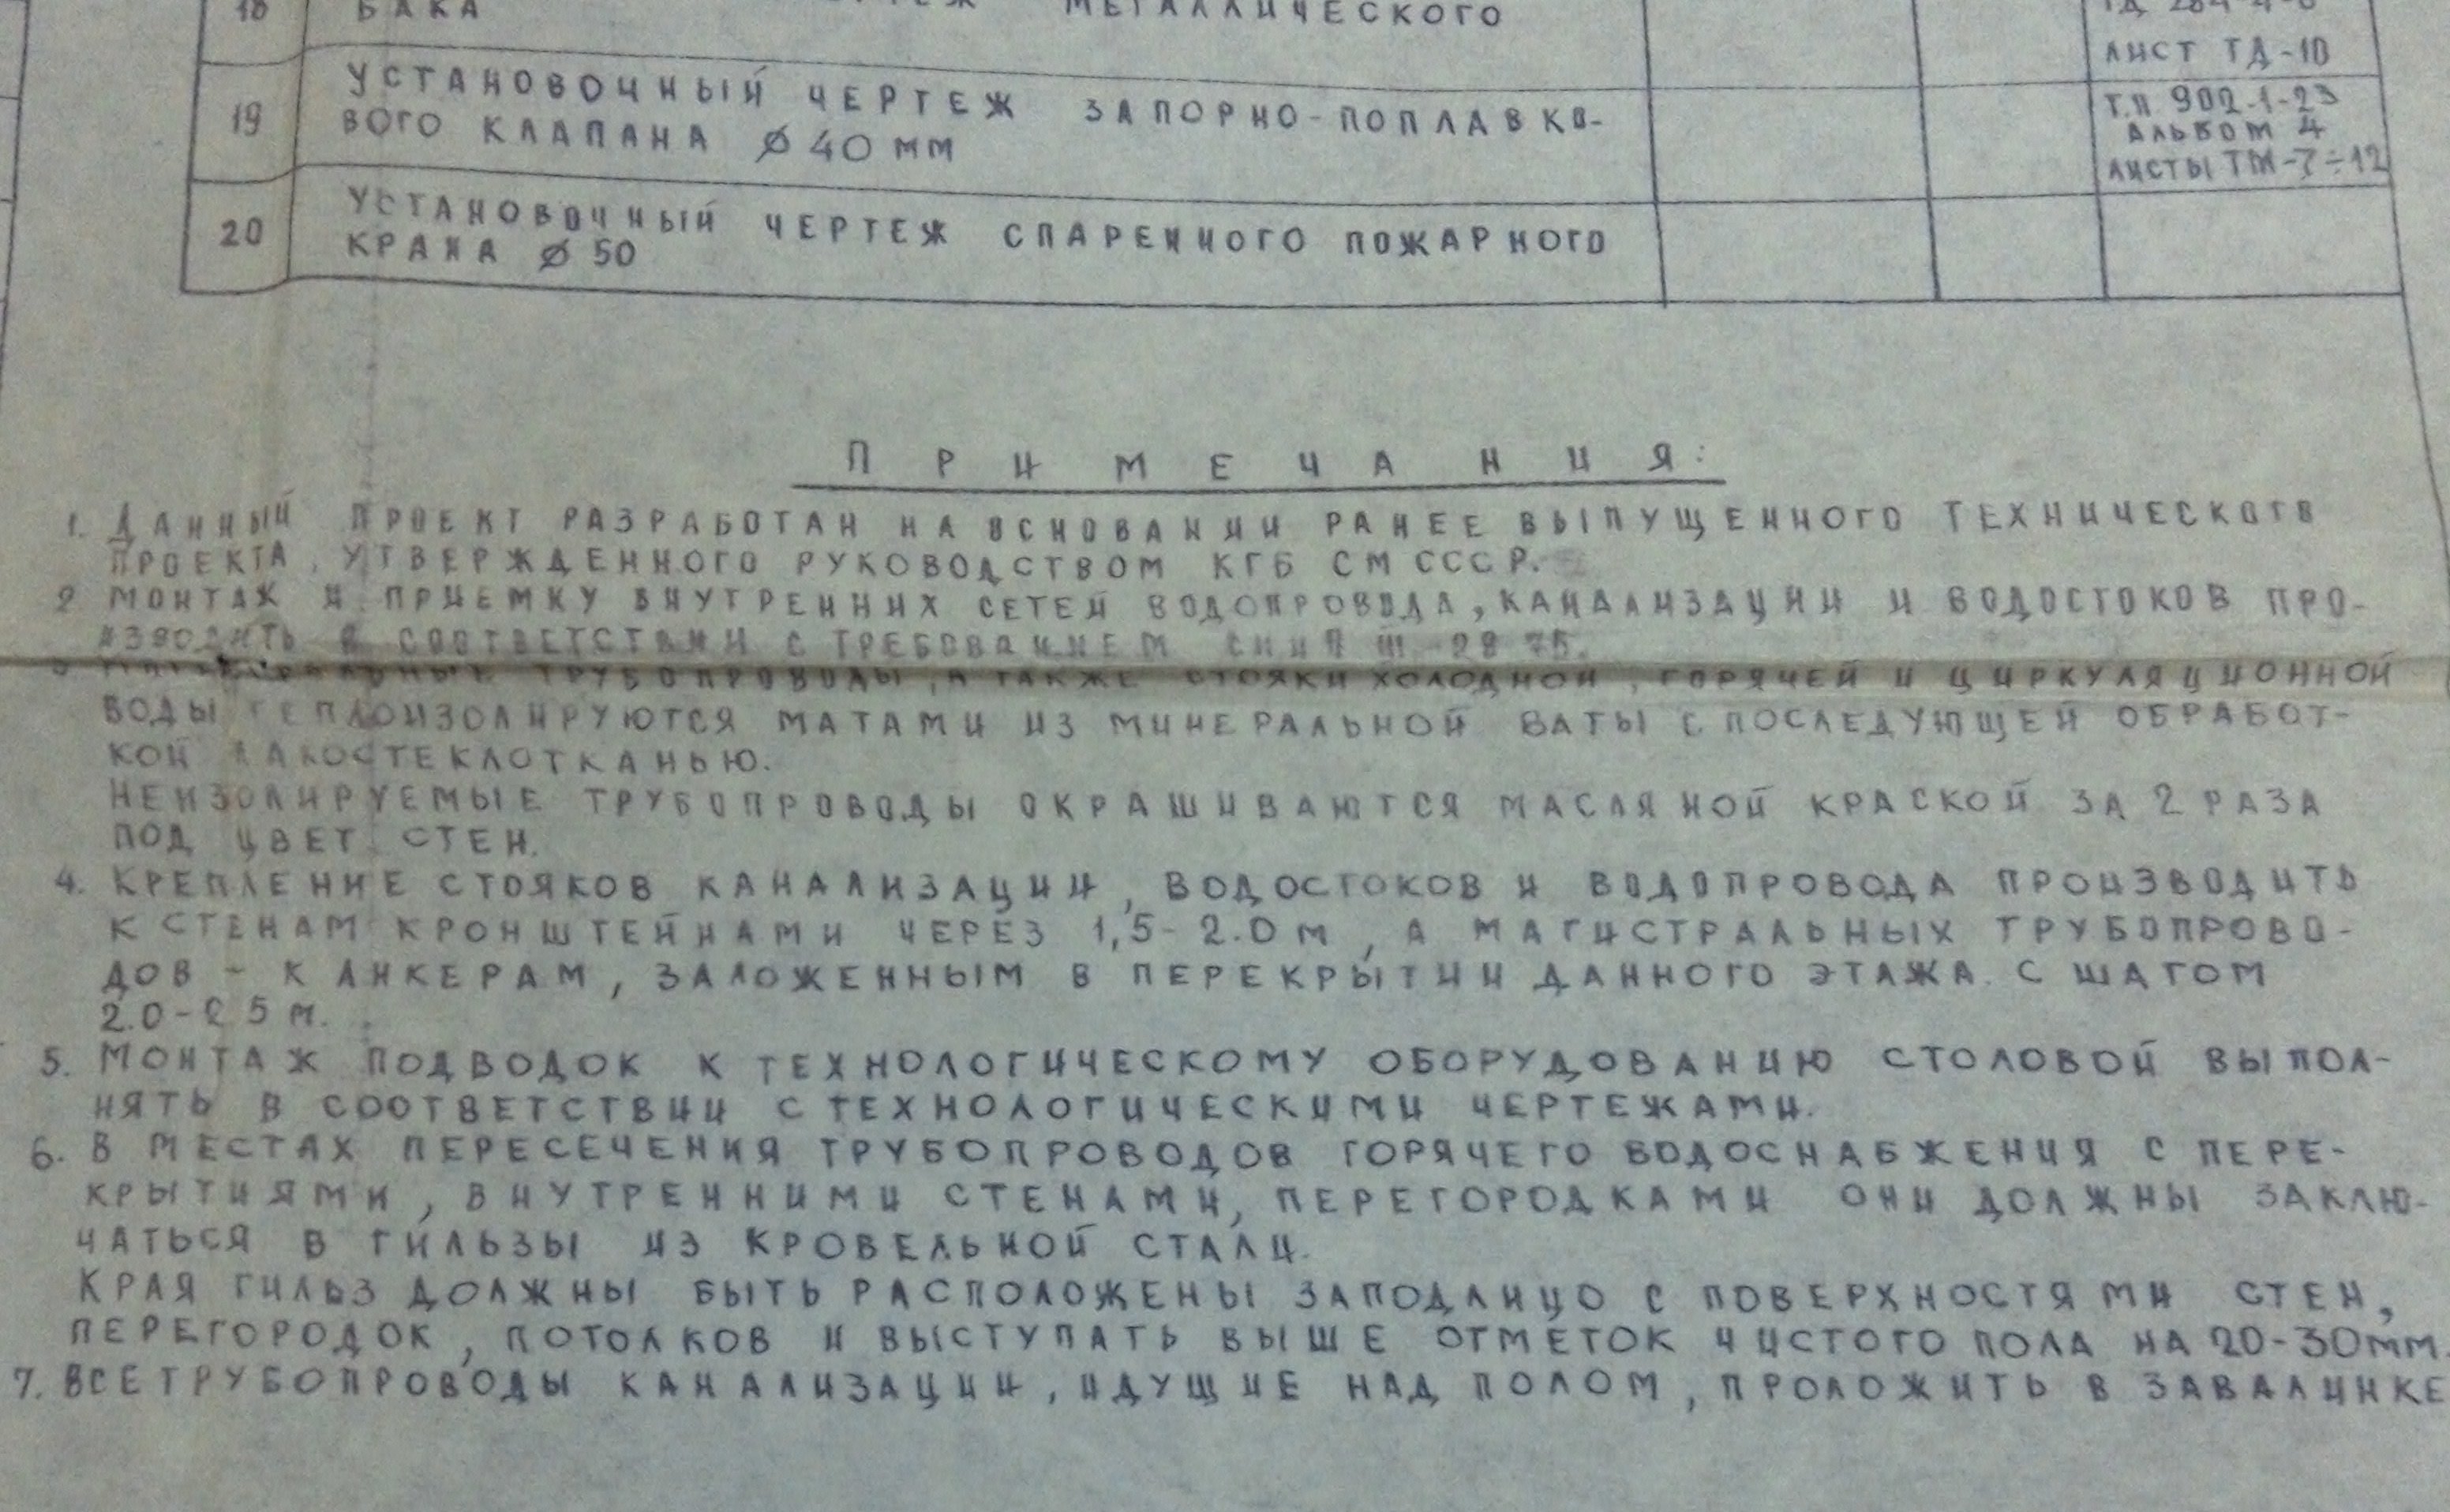 18 БАКА МЕТАЛЛИЧЕСКОГО
ЛИСТ ТД-10
19 УСТАНОВОЧНЫЙ ЧЕРТЕЖ ЗАПОРНО-ПОПЛАВКО-
ВОГО КЛАПАНА Ø 40 ММ
Т.П 902-1-23
АЛЬБОМ 4
ЛИСТЫ ТМ-7÷12
20 УСТАНОВОЧНЫЙ ЧЕРТЕЖ СПАРЕННОГО ПОЖАРНОГО
КРАНА Ø 50
ПРИМЕЧАНИЯ:
1. ДАННЫЙ ПРОЕКТ РАЗРАБОТАН НА ОСНОВАНИИ РАНЕЕ ВЫПУЩЕННОГО ТЕХНИЧЕСКОГО
ПРОЕКТА, УТВЕРЖДЕННОГО РУКОВОДСТВОМ КГБ СМ СССР.
2 МОНТАЖ И ПРИЕМКУ ВНУТРЕННИХ СЕТЕЙ ВОДОПРОВОДА, КАНАЛИЗАЦИИ И ВОДОСТОКОВ ПРО-
ИЗВОДИТЬ В СООТВЕТСТВИИ С ТРЕБОВАНИЕМ СНИП III-28 75.
ТРУБОПРОВОДЫ, А ТАКЖЕ СТОЯКИ ХОЛОДНОЙ, ГОРЯЧЕЙ И ЦИРКУЛЯЦИОННОЙ
ВОДЫ ТЕПЛОИЗОЛИРУЮТСЯ МАТАМИ ИЗ МИНЕРАЛЬНОЙ ВАТЫ С ПОСЛЕДУЮЩЕЙ ОБРАБОТ-
КОЙ ЛАКОСТЕКЛОТКАНЬЮ.
НЕИЗОЛИРУЕМЫЕ ТРУБОПРОВОДЫ ОКРАШИВАЮТСЯ МАСЛЯНОЙ КРАСКОЙ ЗА 2 РАЗА
ПОД ЦВЕТ СТЕН.
4. КРЕПЛЕНИЕ СТОЯКОВ КАНАЛИЗАЦИИ, ВОДОСТОКОВ И ВОДОПРОВОДА ПРОИЗВОДИТЬ
К СТЕНАМ КРОНШТЕЙНАМИ ЧЕРЕЗ 1,5-2.0 М, А МАГИСТРАЛЬНЫХ ТРУБОПРОВО-
ДОВ - К АНКЕРАМ, ЗАЛОЖЕННЫМ В ПЕРЕКРЫТИИ ДАННОГО ЭТАЖА С ШАГОМ
2.0-2 5 М.
5. МОНТАЖ ПОДВОДОК К ТЕХНОЛОГИЧЕСКОМУ ОБОРУДОВАНИЮ СТОЛОВОЙ ВЫПОЛ-
НЯТЬ В СООТВЕТСТВИИ С ТЕХНОЛОГИЧЕСКИМИ ЧЕРТЕЖАМИ.
6. В МЕСТАХ ПЕРЕСЕЧЕНИЯ ТРУБОПРОВОДОВ ГОРЯЧЕГО ВОДОСНАБЖЕНИЯ С ПЕРЕ-
КРЫТИЯМИ, ВНУТРЕННИМИ СТЕНАМИ, ПЕРЕГОРОДКАМИ ОНИ ДОЛЖНЫ ЗАКЛЮ-
ЧАТЬСЯ В ГИЛЬЗЫ ИЗ КРОВЕЛЬНОЙ СТАЛИ.
КРАЯ ГИЛЬЗ ДОЛЖНЫ БЫТЬ РАСПОЛОЖЕНЫ ЗАПОДЛИЦО С ПОВЕРХНОСТЯМИ СТЕН,
ПЕРЕГОРОДОК, ПОТОЛКОВ И ВЫСТУПАТЬ ВЫШЕ ОТМЕТОК ЧИСТОГО ПОЛА НА 20-30ММ.
7. ВСЕ ТРУБОПРОВОДЫ КАНАЛИЗАЦИИ, ИДУЩИЕ НАД ПОЛОМ, ПРОЛОЖИТЬ В ЗАВАЛИНКЕ